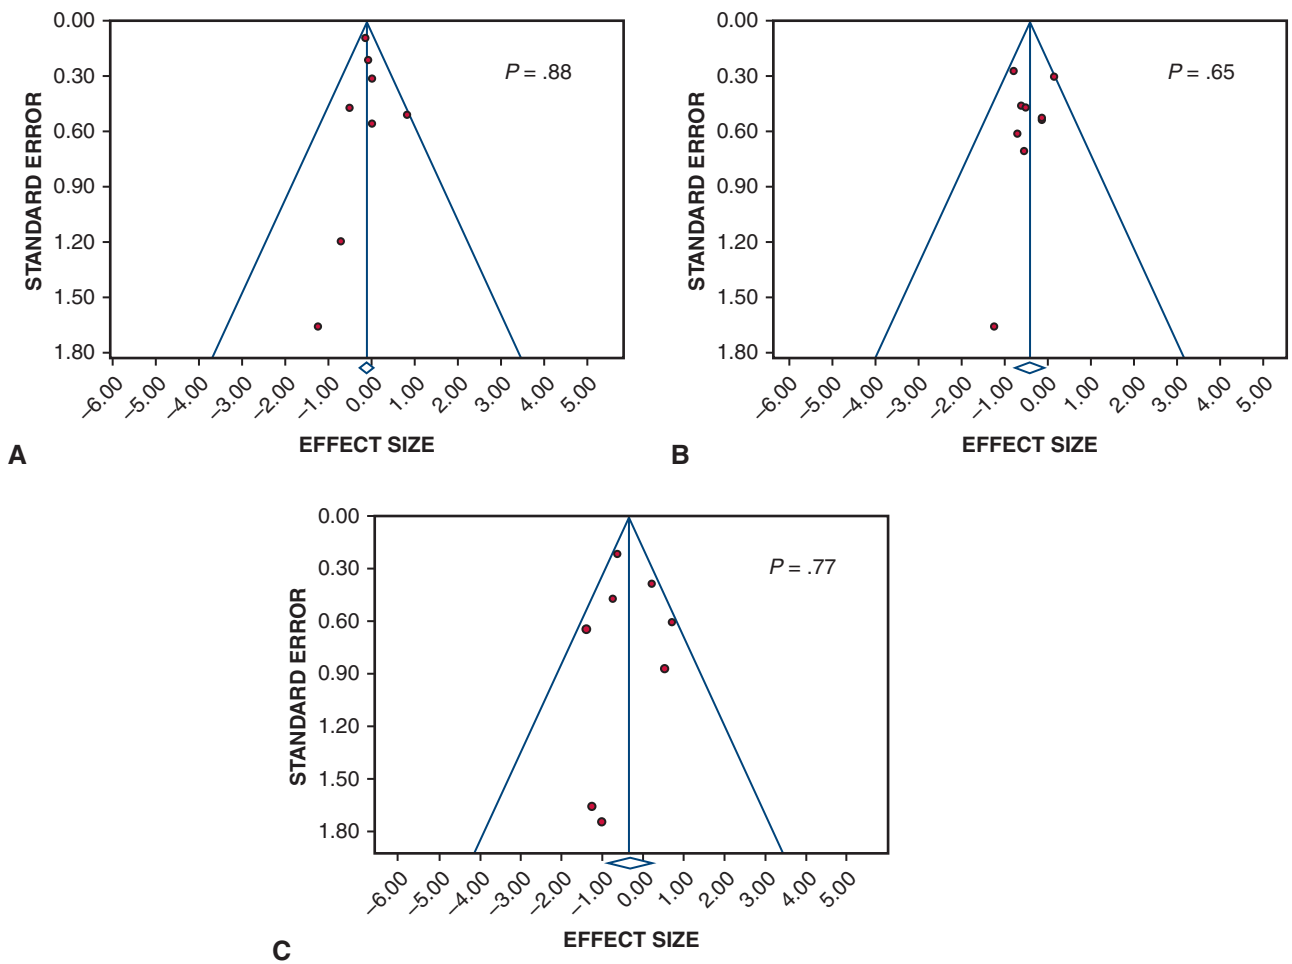 0.00
0.30
0.60
0.90
1.20
1.50
1.80
STANDARD ERROR
P = .88
–6.00 –5.00 –4.00 –3.00 –2.00 –1.00 0.00 1.00 2.00 3.00 4.00 5.00
EFFECT SIZE
A
0.00
0.30
0.60
0.90
1.20
1.50
1.80
STANDARD ERROR
P = .65
–6.00 –5.00 –4.00 –3.00 –2.00 –1.00 0.00 1.00 2.00 3.00 4.00 5.00
EFFECT SIZE
B
0.00
0.30
0.60
0.90
1.20
1.50
1.80
STANDARD ERROR
P = .77
–6.00 –5.00 –4.00 –3.00 –2.00 –1.00 0.00 1.00 2.00 3.00 4.00 5.00
EFFECT SIZE
C